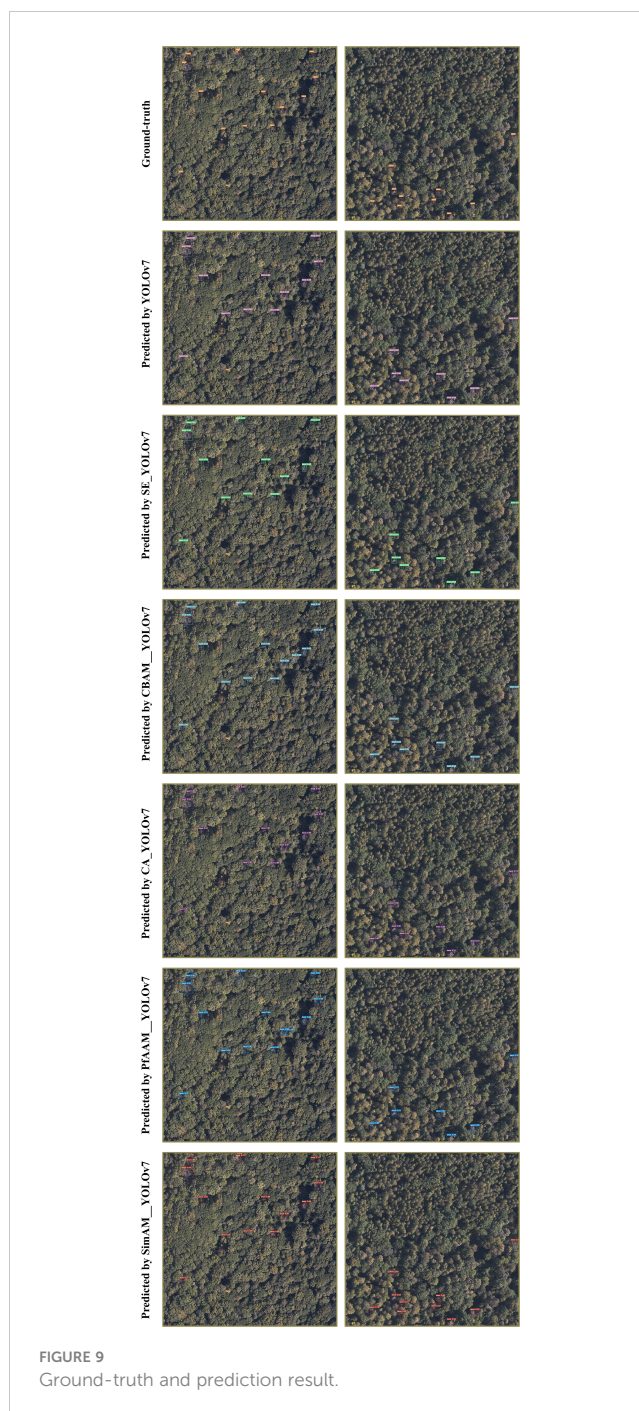 Ground-truth
Predicted by YOLOv7
Predicted by SE_YOLOv7
Predicted by CBAM__YOLOv7
Predicted by CA_YOLOv7
Predicted by PfAAM__YOLOv7
Predicted by SimAM__YOLOv7
FIGURE 9
Ground-truth and prediction result.